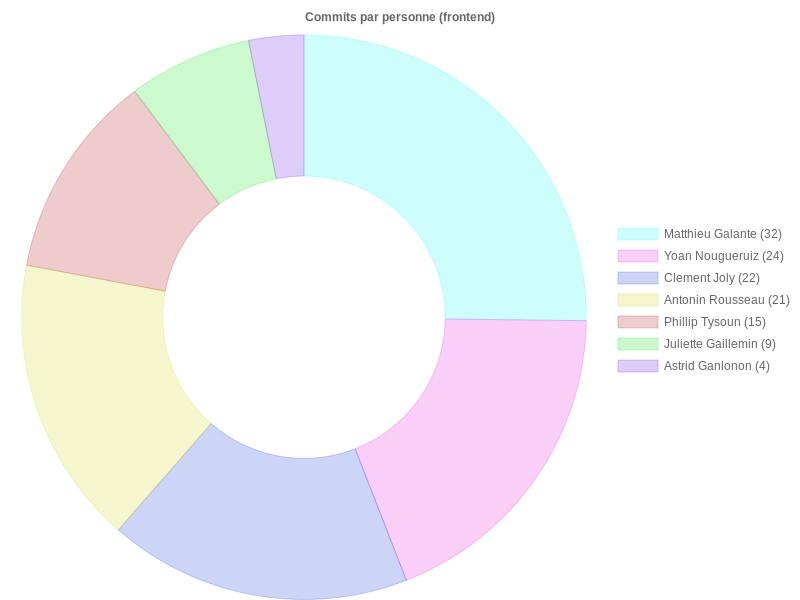 Commits par personne (frontend)
Matthieu Galante (32)
Yoan Nougueruiz (24)
Clement Joly (22)
Antonin Rousseau (21)
Phillip Tysoun (15)
Juliette Gaillemin (9)
Astrid Ganlonon (4)